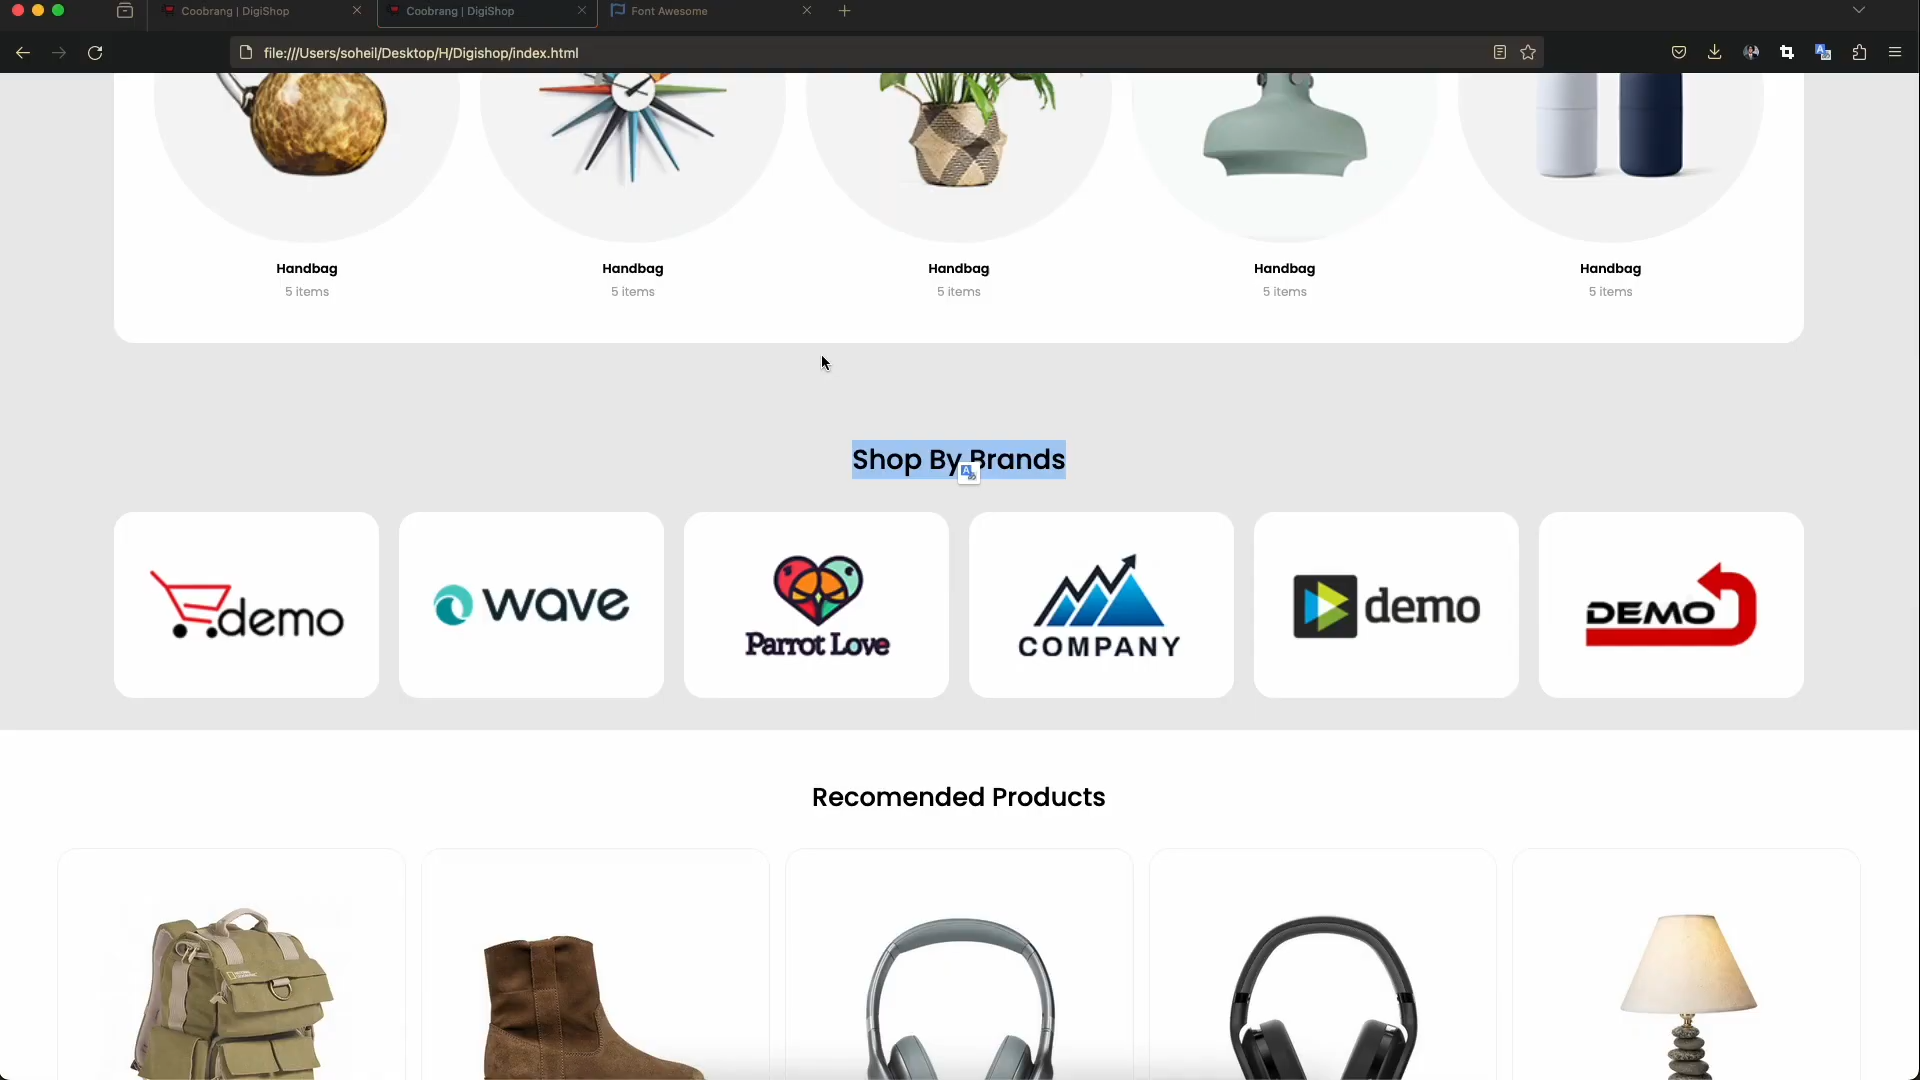 Coobrang | DigiShop
Coobrang | DigiShop
Font Awesome
file:///Users/soheil/Desktop/H/Digishop/index.html
Handbag
5 items
Handbag
5 items
Handbag
5 items
Handbag
5 items
Handbag
5 items
Shop By Brands
demo
wave
Parrot Love
COMPANY
demo
DEMO
Recomended Products